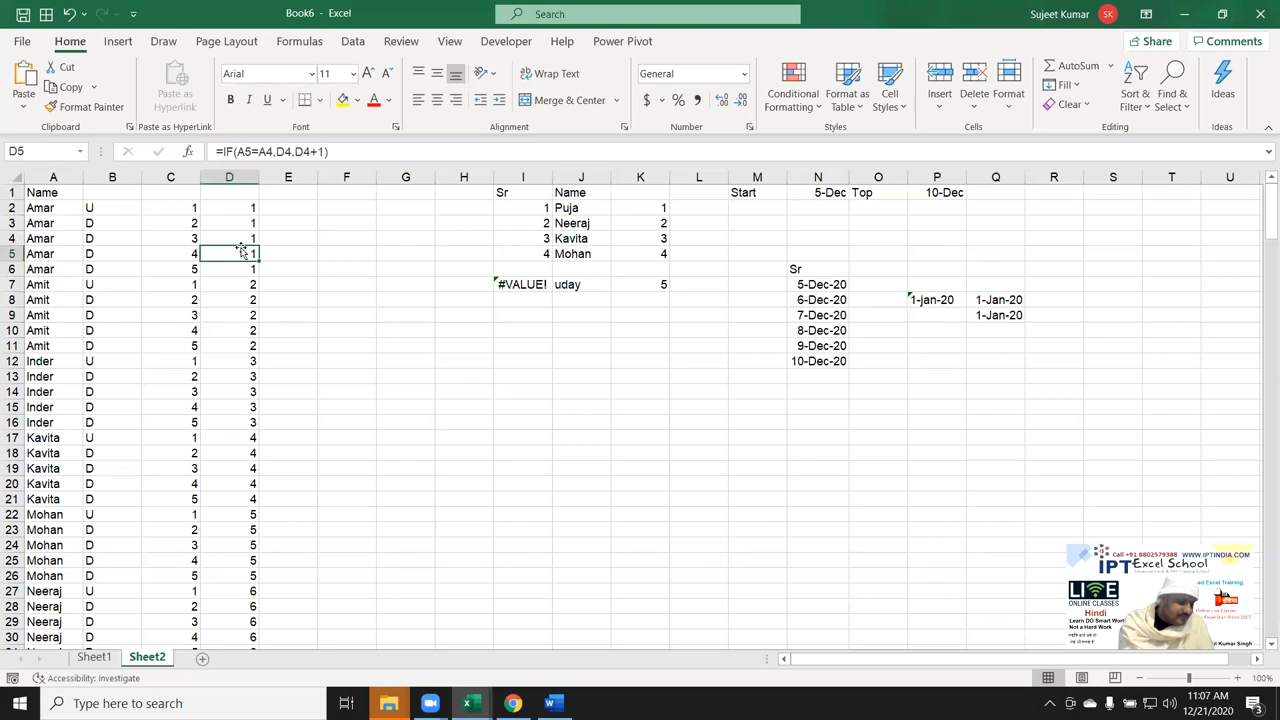 Book6 - Excel
Search
Sujeet Kumar
SK
File Home Insert Draw Page Layout Formulas Data Review View Developer Help Power Pivot
Share
Comments
Paste
Cut
Copy
Format Painter
Clipboard
Paste as
Hyperlink
Paste as HyperLink
Arial 11
B I U
Font
Wrap Text
Merge & Center
Alignment
General
$ % ,
Number
Conditional
Formatting
Format as
Table
Cell
Styles
Styles
Insert Delete Format
Cells
AutoSum
Fill
Clear
Sort &
Filter
Find &
Select
Editing
Ideas
Ideas
D5 fx =IF(A5=A4,D4,D4+1)
A B C D E F G H I J K L M N O P Q R S T U
1 Name Sr Name Start 5-Dec Top 10-Dec
2 Amar U 1 1 1 Puja 1
3 Amar D 2 1 2 Neeraj 2
4 Amar D 3 1 3 Kavita 3
5 Amar D 4 1 4 Mohan 4
6 Amar D 5 1 Sr
7 Amit U 1 2 #VALUE! uday 5 5-Dec-20
8 Amit D 2 2 6-Dec-20 1-jan-20 1-Jan-20
9 Amit D 3 2 7-Dec-20 1-Jan-20
10 Amit D 4 2 8-Dec-20
11 Amit D 5 2 9-Dec-20
12 Inder U 1 3 10-Dec-20
13 Inder D 2 3
14 Inder D 3 3
15 Inder D 4 3
16 Inder D 5 3
17 Kavita U 1 4
18 Kavita D 2 4
19 Kavita D 3 4
20 Kavita D 4 4
21 Kavita D 5 4
22 Mohan U 1 5
23 Mohan D 2 5
24 Mohan D 3 5
25 Mohan D 4 5
26 Mohan D 5 5
27 Neeraj U 1 6
28 Neeraj D 2 6
29 Neeraj D 3 6
30 Neeraj D 4 6
Call +91 8802579388 WWW.IPTINDIA.COM
IPT Excel School
LIVE
ONLINE CLASSES
Hindi
Learn DO Smart Work
Not a Hard Work
Excel Training
Kumar Singh
Sheet1 Sheet2
Accessibility: Investigate
100%
Type here to search
11:07 AM
12/21/2020